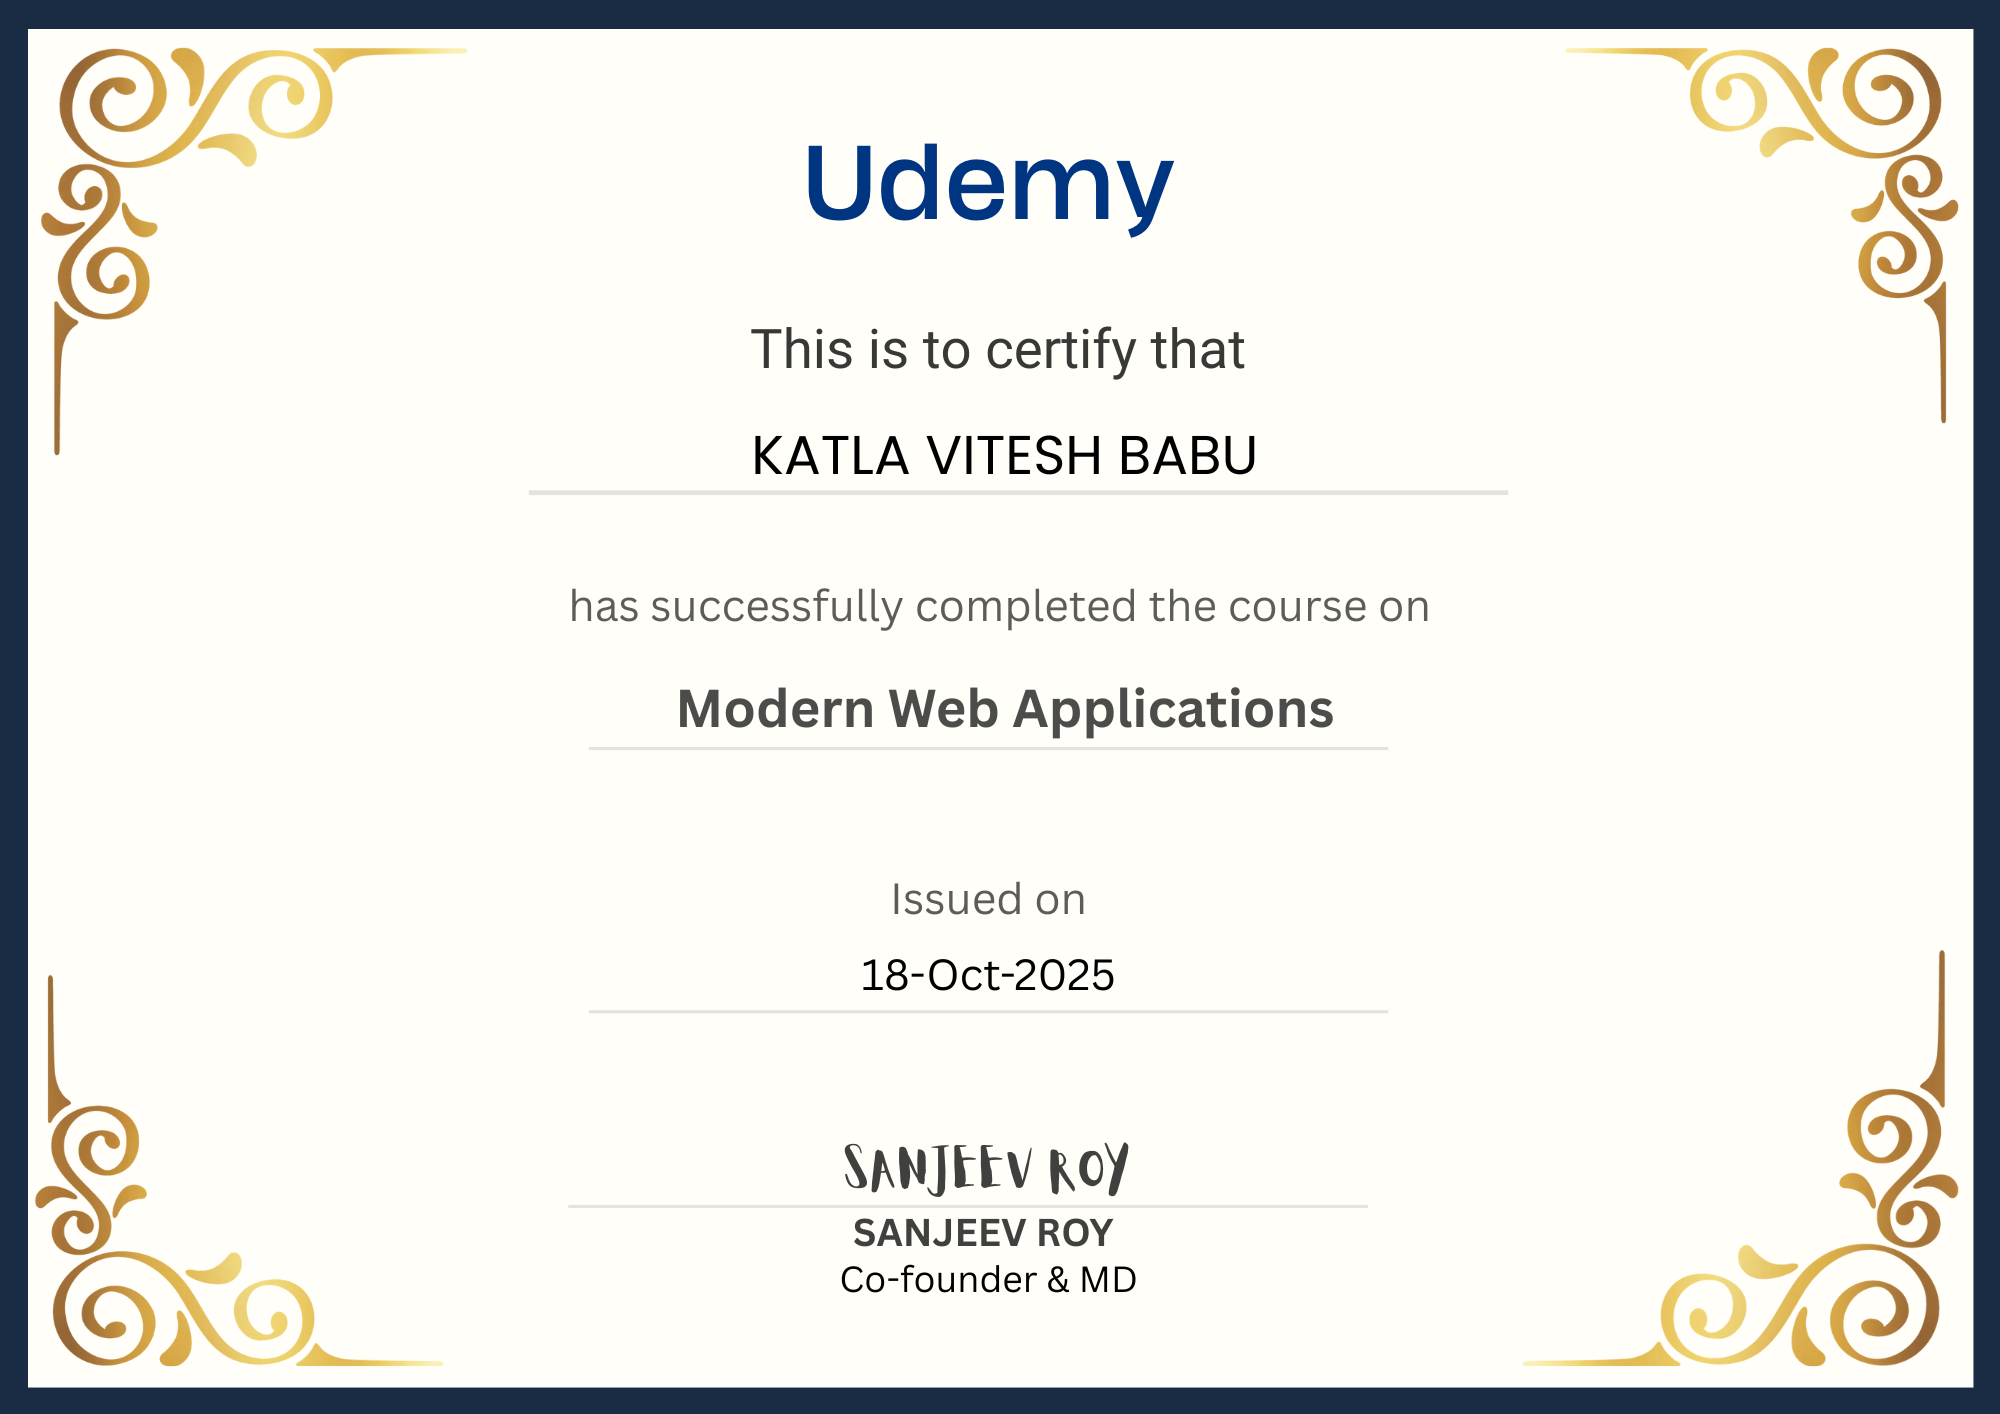 Udemy
This is to certify that
KATLA VITESH BABU
has successfully completed the course on
Modern Web Applications
Issued on
18-Oct-2025
SANJEEV ROY
SANJEEV ROY
Co-founder & MD